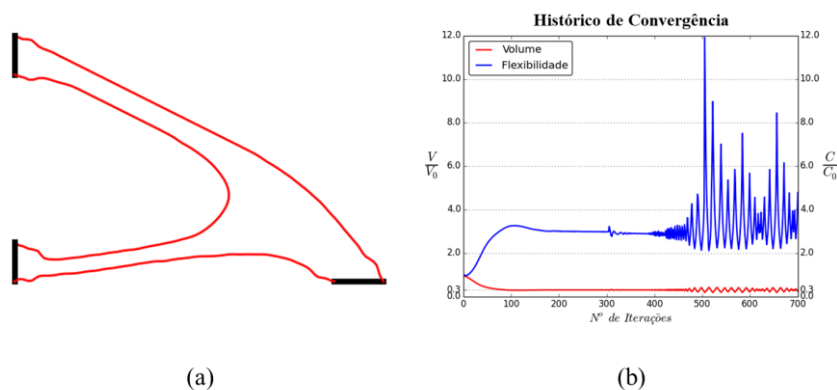 Histórico de Convergência
12.0 12.0
Volume
Flexibilidade
10.0 10.0
8.0 8.0
V/V₀ C/C₀
6.0 6.0
4.0 4.0
2.0 2.0
0.3 0.3
0.0 0.0
0 100 200 300 400 500 600 700
Nº de Iterações
(a) (b)